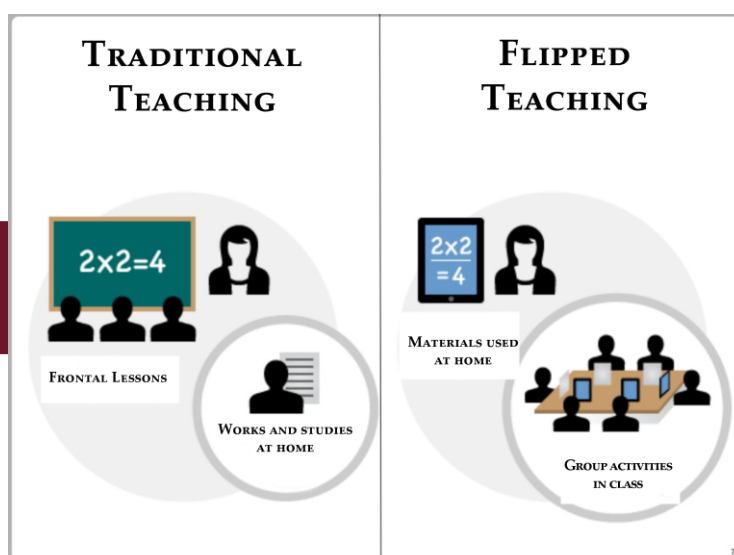 TRADITIONAL
TEACHING
2x2=4
FRONTAL LESSONS
WORKS AND STUDIES
AT HOME
FLIPPED
TEACHING
2x2
=4
MATERIALS USED
AT HOME
GROUP ACTIVITIES
IN CLASS